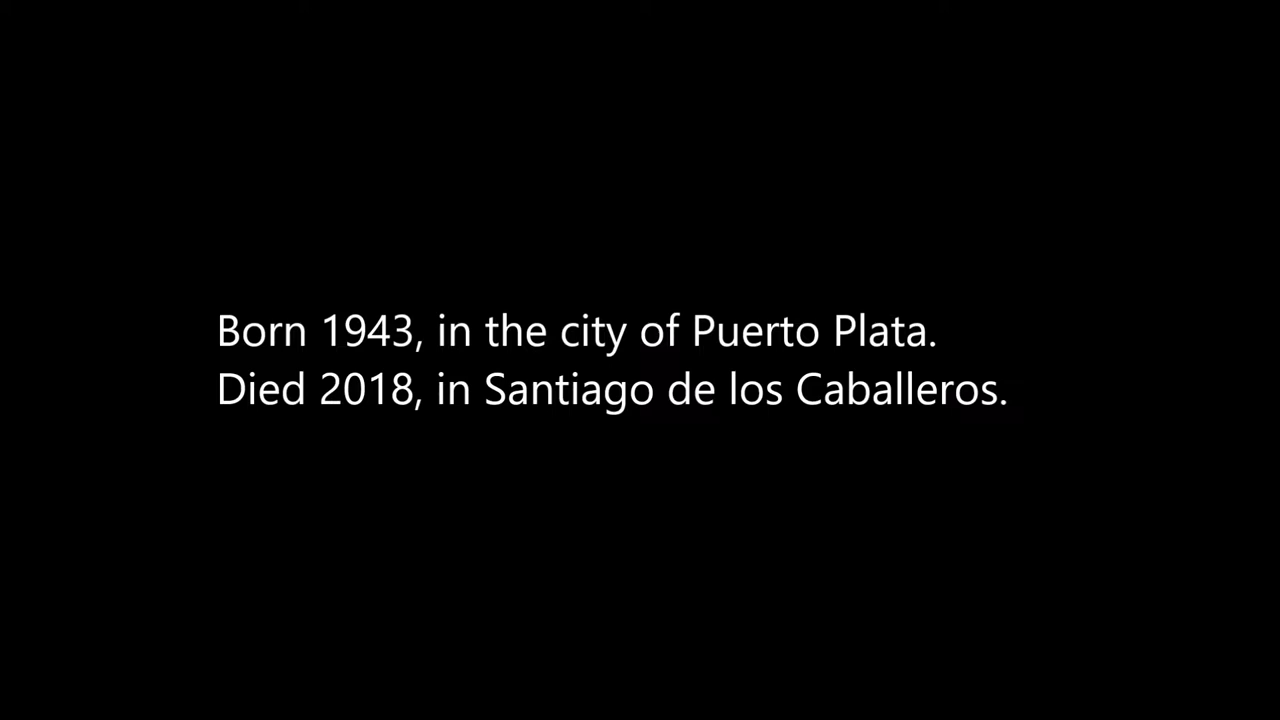 Born 1943, in the city of Puerto Plata.
Died 2018, in Santiago de los Caballeros.